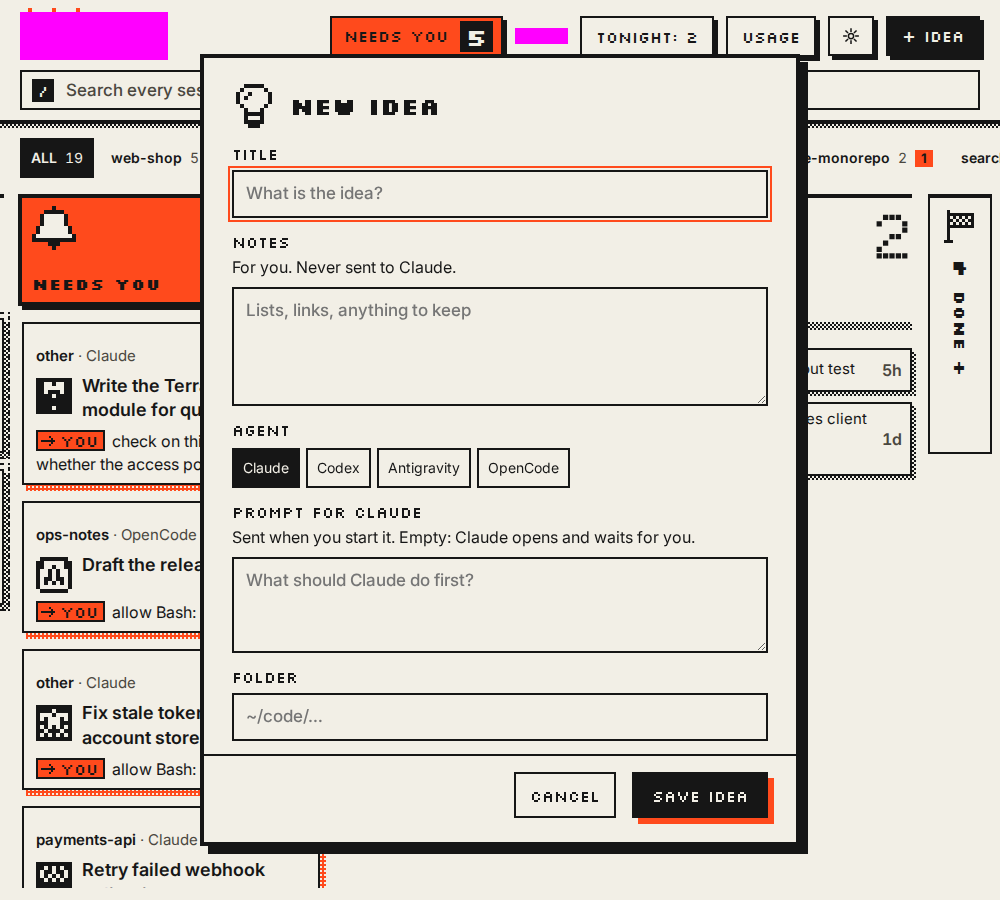 NEEDS YOU 5
TONIGHT: 2
USAGE
+ IDEA
/ Search every ses
ALL 19
web-shop 5
e-monorepo 2 1
searc
NEEDS YOU
2
4 DONE +
other · Claude
Write the Terra
module for qu
→ YOU check on thi
whether the access po
ops-notes · OpenCode
Draft the relea
→ YOU allow Bash:
other · Claude
Fix stale token
account store
→ YOU allow Bash:
payments-api · Claude
Retry failed webhook
out test 5h
es client
1d
NEW IDEA
TITLE
What is the idea?
NOTES
For you. Never sent to Claude.
Lists, links, anything to keep
AGENT
Claude Codex Antigravity OpenCode
PROMPT FOR CLAUDE
Sent when you start it. Empty: Claude opens and waits for you.
What should Claude do first?
FOLDER
~/code/...
CANCEL SAVE IDEA